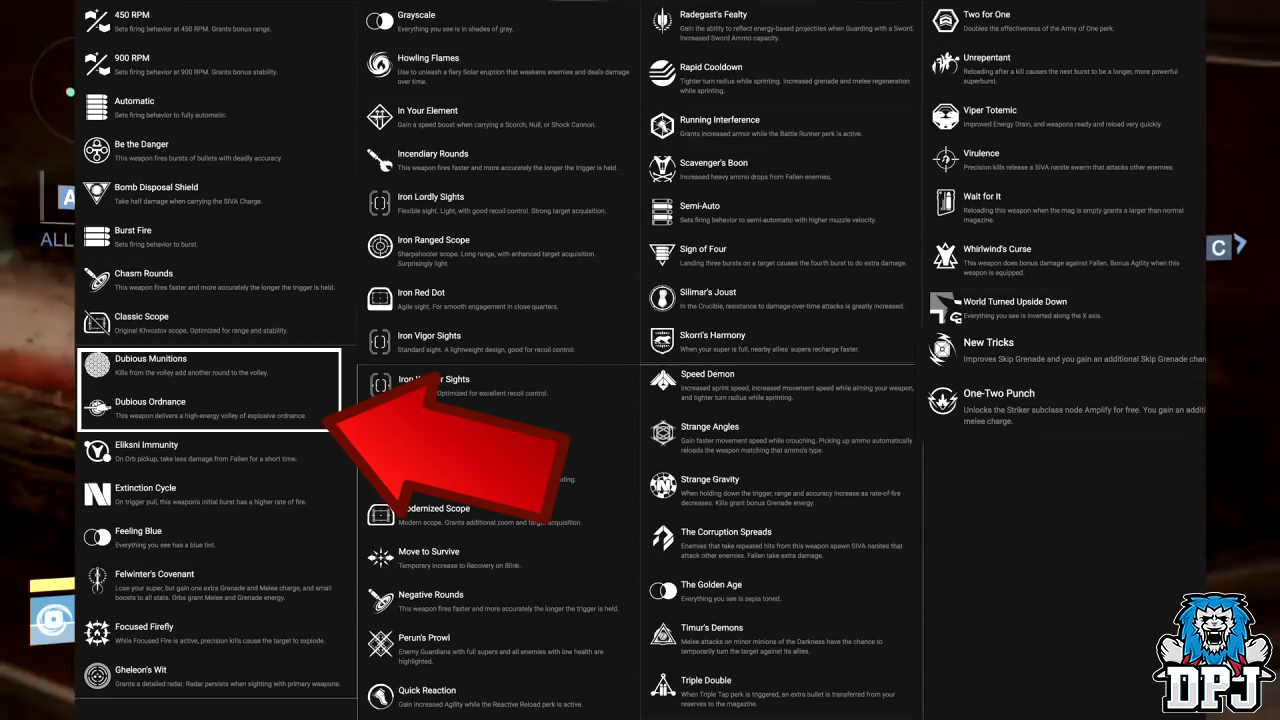 450 RPM
Sets firing behavior at 450 RPM. Grants bonus range.
900 RPM
Sets firing behavior at 900 RPM. Grants bonus stability.
Automatic
Sets firing behavior to fully automatic.
Be the Danger
This weapon fires bursts of bullets with deadly accuracy.
Bomb Disposal Shield
Take half damage when carrying the SIVA Charge.
Burst Fire
Sets firing behavior to burst.
Chasm Rounds
This weapon fires faster and more accurately the longer the trigger is held.
Classic Scope
Original Khvostov scope. Optimized for range and stability.
Dubious Munitions
Kills from the volley add another round to the volley.
Dubious Ordnance
This weapon delivers a high-energy volley of explosive ordnance.
Eliksni Immunity
On Orb pickup, take less damage from Fallen for a short time.
Extinction Cycle
On trigger pull, this weapon's initial burst has a higher rate of fire.
Feeling Blue
Everything you see has a blue tint.
Felwinter's Covenant
Lose your super, but gain one extra Grenade and Melee charge, and small
boosts to all stats. Orbs grant Melee and Grenade energy.
Focused Firefly
While Focused Fire is active, precision kills cause the target to explode.
Gheleon's Wit
Grants a detailed radar. Radar persists when sighting with primary weapons.
Grayscale
Everything you see is in shades of gray.
Howling Flames
Use to unleash a fiery Solar eruption that weakens enemies and deals damage
over time.
In Your Element
Gain a speed boost when carrying a Scorch, Null, or Shock Cannon.
Incendiary Rounds
This weapon fires faster and more accurately the longer the trigger is held.
Iron Lordly Sights
Flexible sight. Light, with good recoil control. Strong target acquisition.
Iron Ranged Scope
Sharpshooter scope. Long range, with enhanced target acquisition.
Surprisingly light.
Iron Red Dot
Agile sight. For smooth engagement in close quarters.
Iron Vigor Sights
Standard sight. A lightweight design, good for recoil control.
Iron Sights
Optimized for excellent recoil control.
Modernized Scope
Modern scope. Grants additional zoom and target acquisition.
Move to Survive
Temporary increase to Recovery on Blink.
Negative Rounds
This weapon fires faster and more accurately the longer the trigger is held.
Perun's Prowl
Enemy Guardians with full supers and all enemies with low health are
highlighted.
Quick Reaction
Gain increased Agility while the Reactive Reload perk is active.
Radegast's Fealty
Gain the ability to reflect energy-based projectiles when Guarding with a Sword.
Increased Sword Ammo capacity.
Rapid Cooldown
Tighter turn radius while sprinting. Increased grenade and melee regeneration
while sprinting.
Running Interference
Grants increased armor while the Battle Runner perk is active.
Scavenger's Boon
Increased heavy ammo drops from Fallen enemies.
Semi-Auto
Sets firing behavior to semi-automatic with higher muzzle velocity.
Sign of Four
Landing three bursts on a target causes the fourth burst to do extra damage.
Silimar's Joust
In the Crucible, resistance to damage-over-time attacks is greatly increased.
Skorri's Harmony
When your super is full, nearby allies' supers recharge faster.
Speed Demon
Increased sprint speed, increased movement speed while aiming your weapon,
and tighter turn radius while sprinting.
Strange Angles
Gain faster movement speed while crouching. Picking up ammo automatically
reloads the weapon matching that ammo's type.
Strange Gravity
When holding down the trigger, range and accuracy increase as rate-of-fire
decreases. Kills grant bonus Grenade energy.
The Corruption Spreads
Enemies that take repeated hits from this weapon spawn SIVA nanites that
attack other enemies. Fallen take extra damage.
The Golden Age
Everything you see is sepia toned.
Timur's Demons
Melee attacks on minor minions of the Darkness have the chance to
temporarily turn the target against its allies.
Triple Double
When Triple Tap perk is triggered, an extra bullet is transferred from your
reserves to the magazine.
Two for One
Doubles the effectiveness of the Army of One perk.
Unrepentant
Reloading after a kill causes the next burst to be a longer, more powerful
superburst.
Viper Totemic
Improved Energy Drain, and weapons ready and reload very quickly.
Virulence
Precision kills release a SIVA nanite swarm that attacks other enemies.
Wait for It
Reloading this weapon when the mag is empty grants a larger than normal
magazine.
Whirlwind's Curse
This weapon does bonus damage against Fallen. Bonus Agility when this
weapon is equipped.
World Turned Upside Down
Everything you see is inverted along the X axis.
New Tricks
Improves Skip Grenade and you gain an additional Skip Grenade char
One-Two Punch
Unlocks the Striker subclass node Amplify for free. You gain an additi
melee charge.
A
ALL
C
DPJ